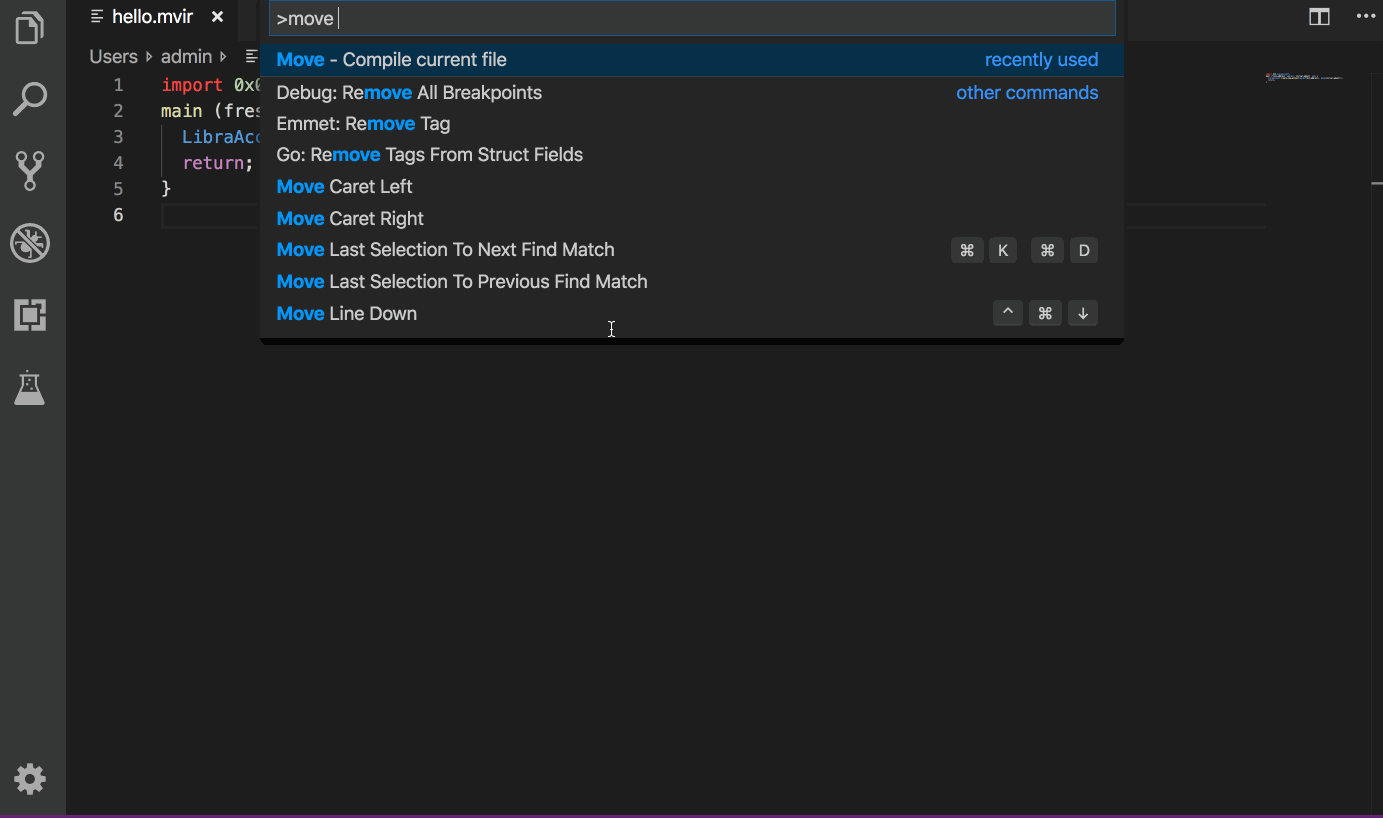 hello.mvir
>move
Users admin
Move - Compile current file recently used
Debug: Remove All Breakpoints other commands
Emmet: Remove Tag
Go: Remove Tags From Struct Fields
Move Caret Left
Move Caret Right
Move Last Selection To Next Find Match ⌘ K ⌘ D
Move Last Selection To Previous Find Match
Move Line Down ^ ⌘ ↓
1 import
2 main (
3
4 return;
5 }
6